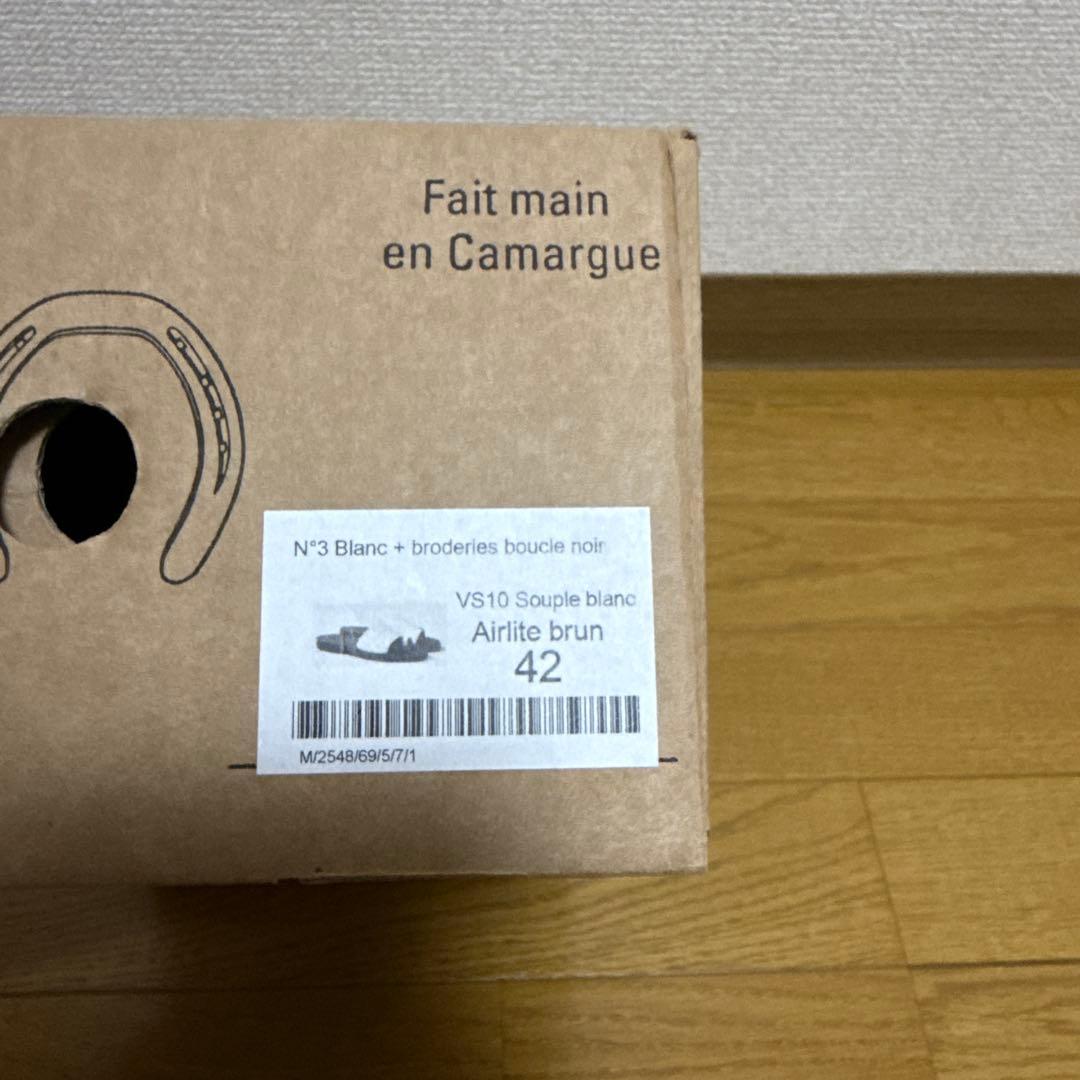 Fait main
en Camargue
N°3 Blanc + broderies boucle noir
VS10 Souple blanc
Airlite brun
42
M/2548/69/5/7/1